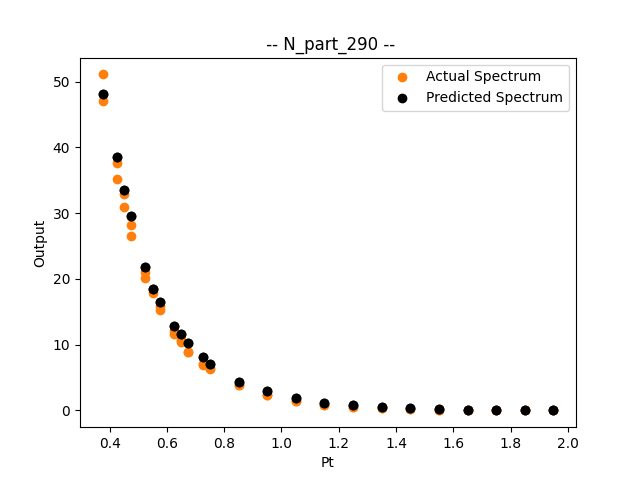 -- N_part_290 --
Actual Spectrum
Predicted Spectrum
Output
50
40
30
20
10
0
0.4 0.6 0.8 1.0 1.2 1.4 1.6 1.8 2.0
Pt